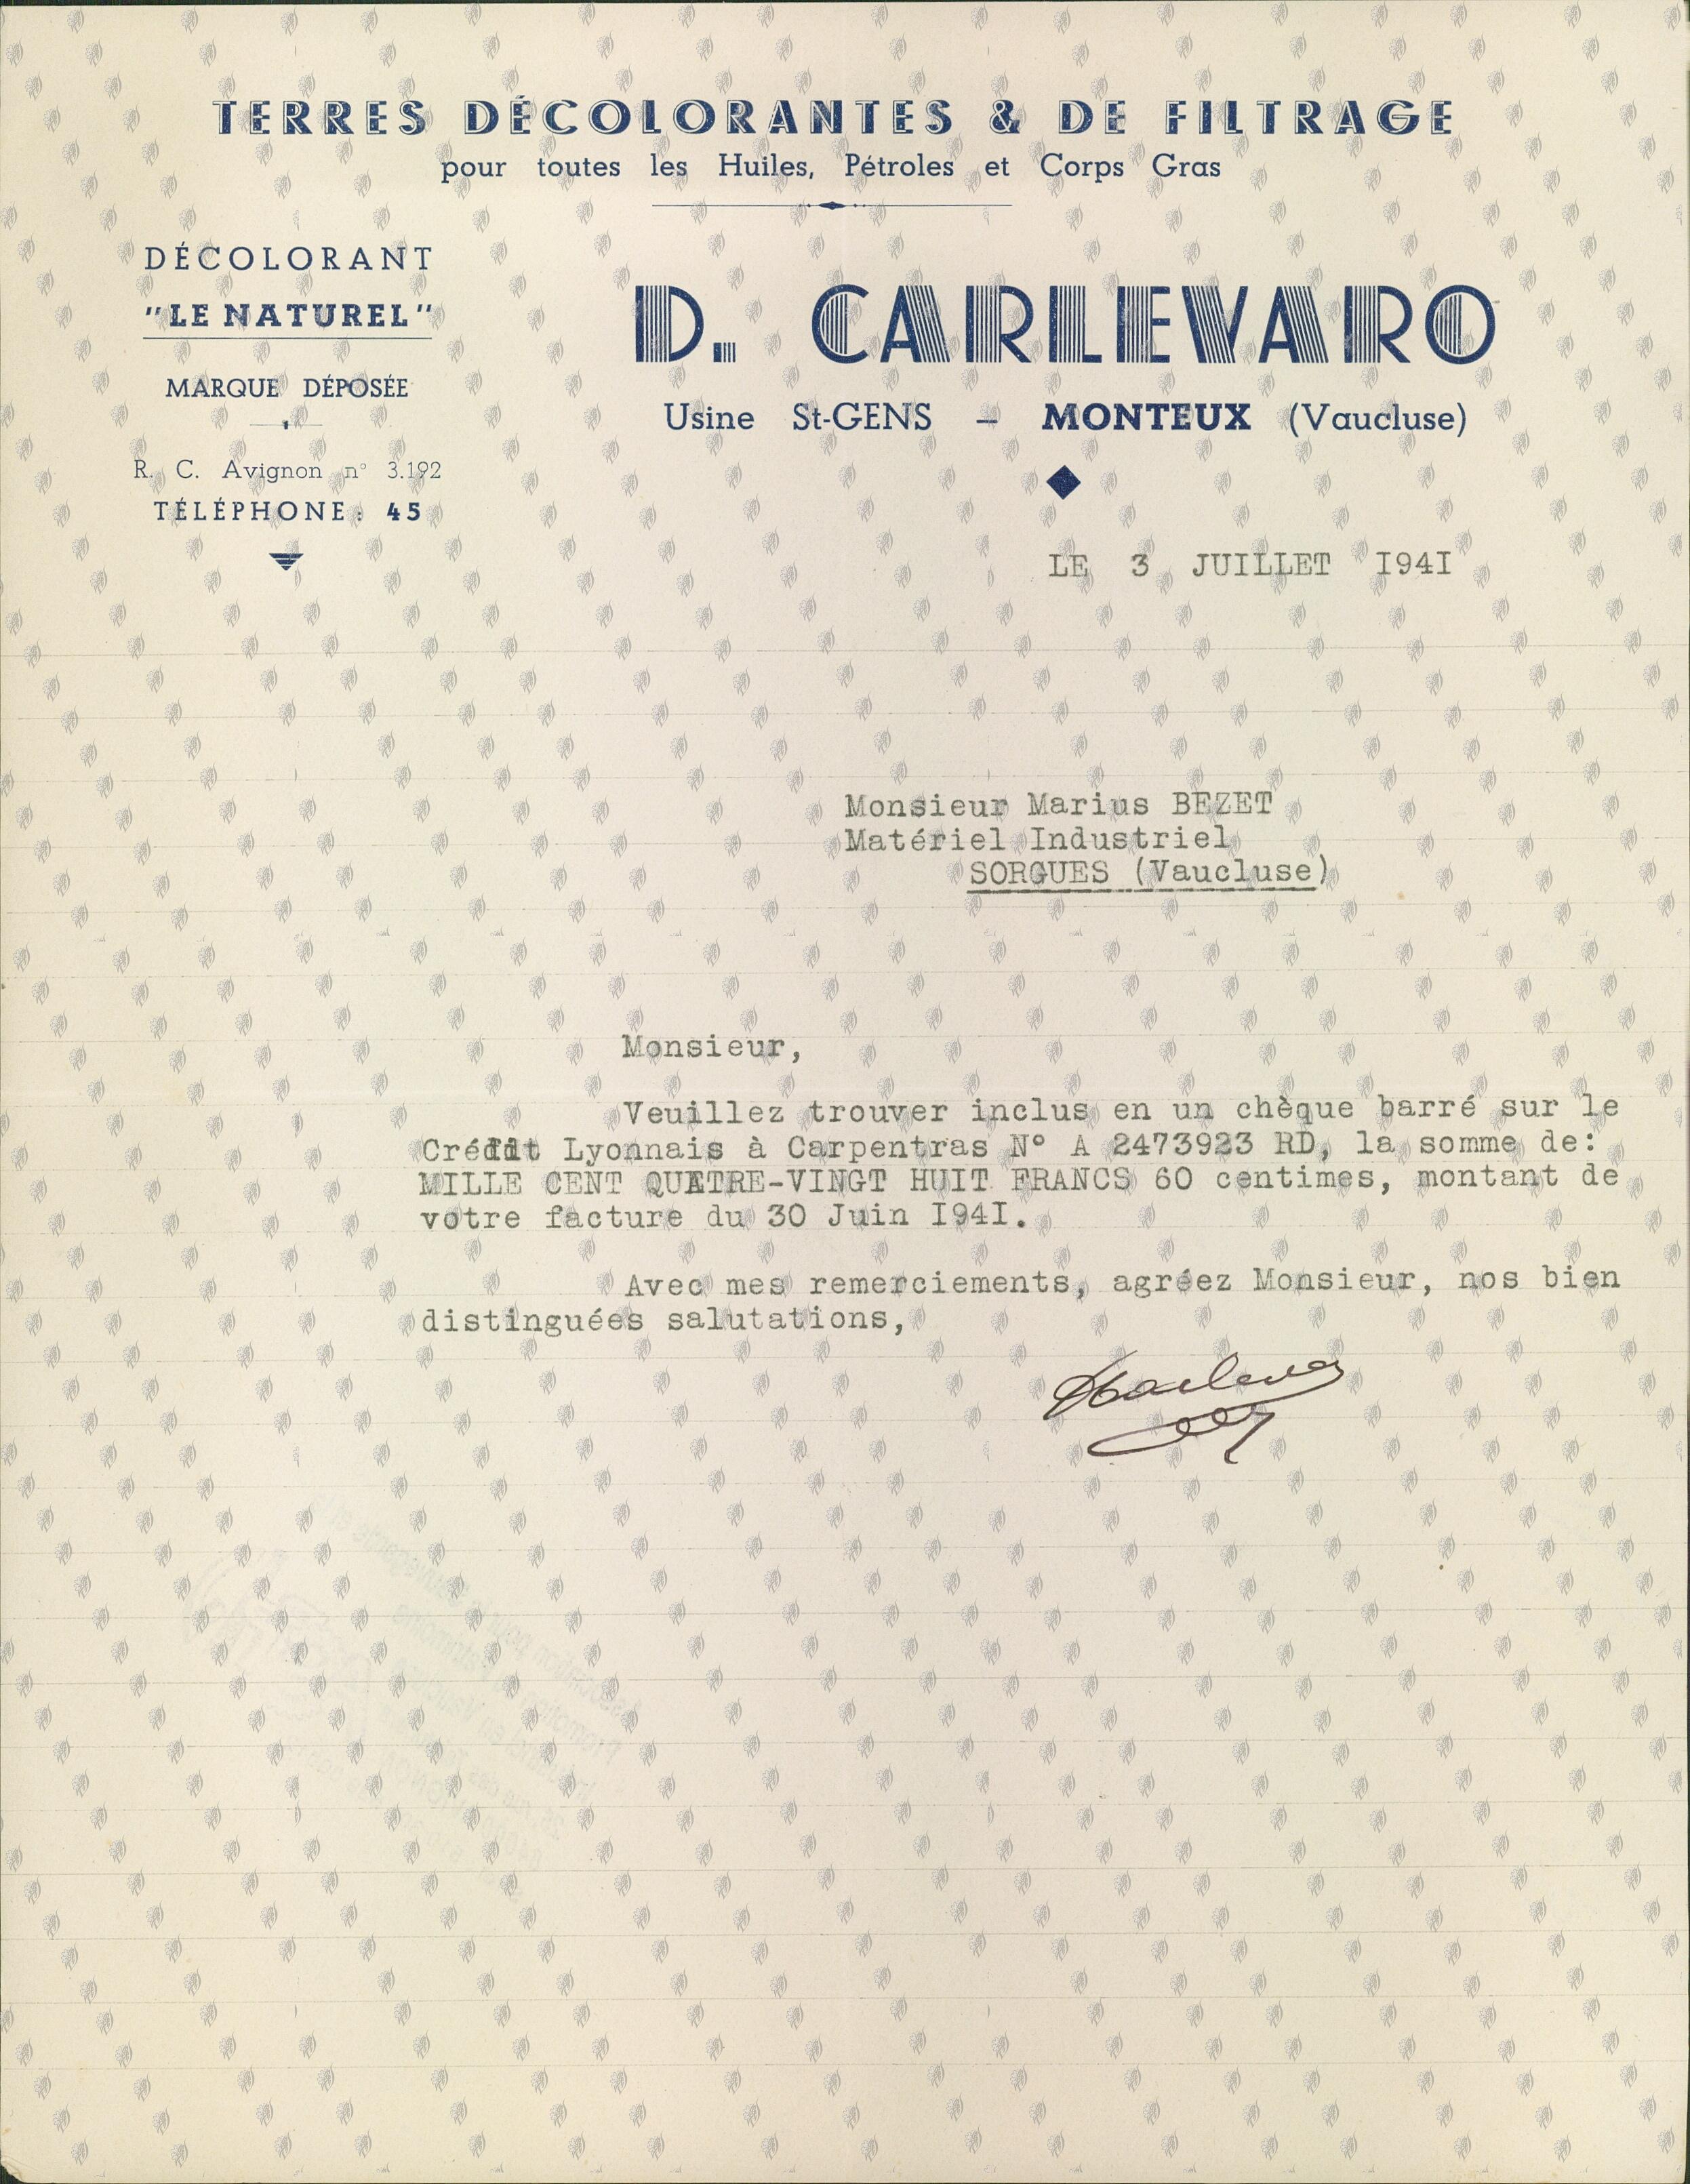 TERRES DÉCOLORANTES & DE FILTRAGE
pour toutes les Huiles, Pétroles et Corps Gras
DÉCOLORANT
"LE NATUREL"
MARQUE DÉPOSÉE
R. C. Avignon n° 3.192
TÉLÉPHONE : 45
D. CARLEVARO
Usine St-GENS – MONTEUX (Vaucluse)
LE 3 JUILLET I94I
Monsieur Marius BEZET
Matériel Industriel
SORGUES (Vaucluse)
Monsieur,
Veuillez trouver inclus en un chèque barré sur le
Crédit Lyonnais à Carpentras N° A 2473923 RD, la somme de:
MILLE CENT QUATRE-VINGT HUIT FRANCS 60 centimes, montant de
votre facture du 30 Juin I94I.
Avec mes remerciements, agréez Monsieur, nos bien
distinguées salutations,